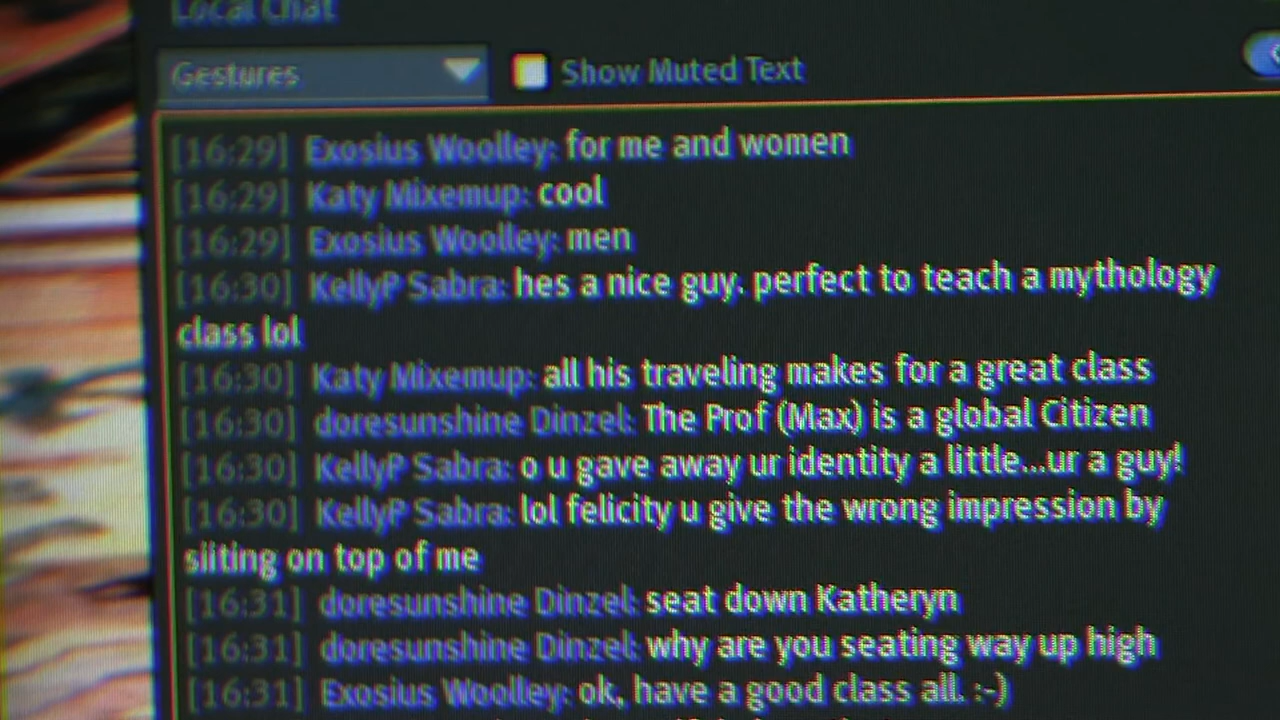 Local Chat
Gestures Show Muted Text
[16:29] Exosius Woolley: for me and women
[16:29] Katy Mixemup: cool
[16:29] Exosius Woolley: men
[16:30] KellyP Sabra: hes a nice guy. perfect to teach a mythology
class lol
[16:30] Katy Mixemup: all his traveling makes for a great class
[16:30] doresunshine Dinzel: The Prof (Max) is a global Citizen
[16:30] KellyP Sabra: o u gave away ur identity a little...ur a guy!
[16:30] KellyP Sabra: lol felicity u give the wrong impression by
siiting on top of me
[16:31] doresunshine Dinzel: seat down Katheryn
[16:31] doresunshine Dinzel: why are you seating way up high
[16:31] Exosius Woolley: ok, have a good class all. :-)